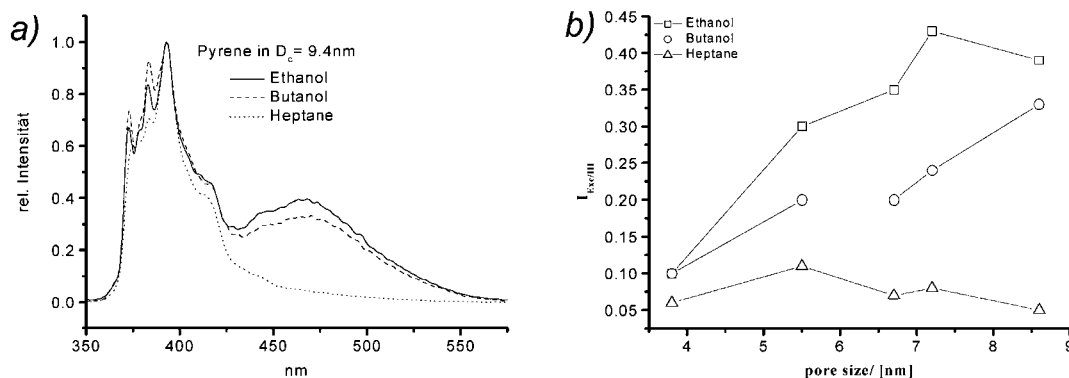 a)
Pyrene in Dc= 9.4nm
Ethanol
Butanol
Heptane
rel. Intensität
1.0
0.8
0.6
0.4
0.2
0.0
350 400 450 500 550
nm
b)
Ethanol
Butanol
Heptane
I Exc/III
0.45
0.40
0.35
0.30
0.25
0.20
0.15
0.10
0.05
4 5 6 7 8 9
pore size/ [nm]